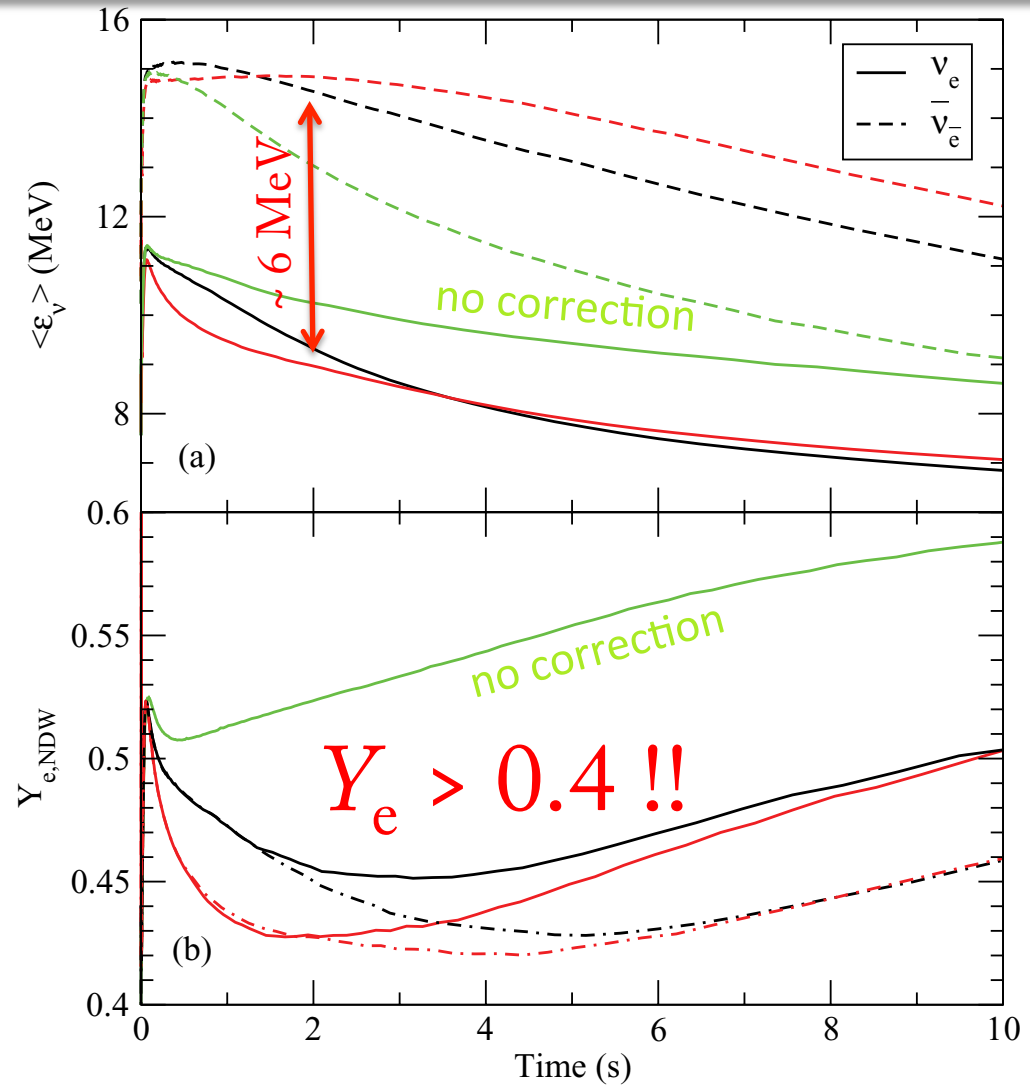 16
12
8
<ε_ν> (MeV)
ν_e
ν̅_e̅
~ 6 MeV
no correction
(a)
0.6
0.55
0.5
0.45
0.4
Y_e,NDW
no correction
Y_e > 0.4 !!
(b)
0 2 4 6 8 10
Time (s)